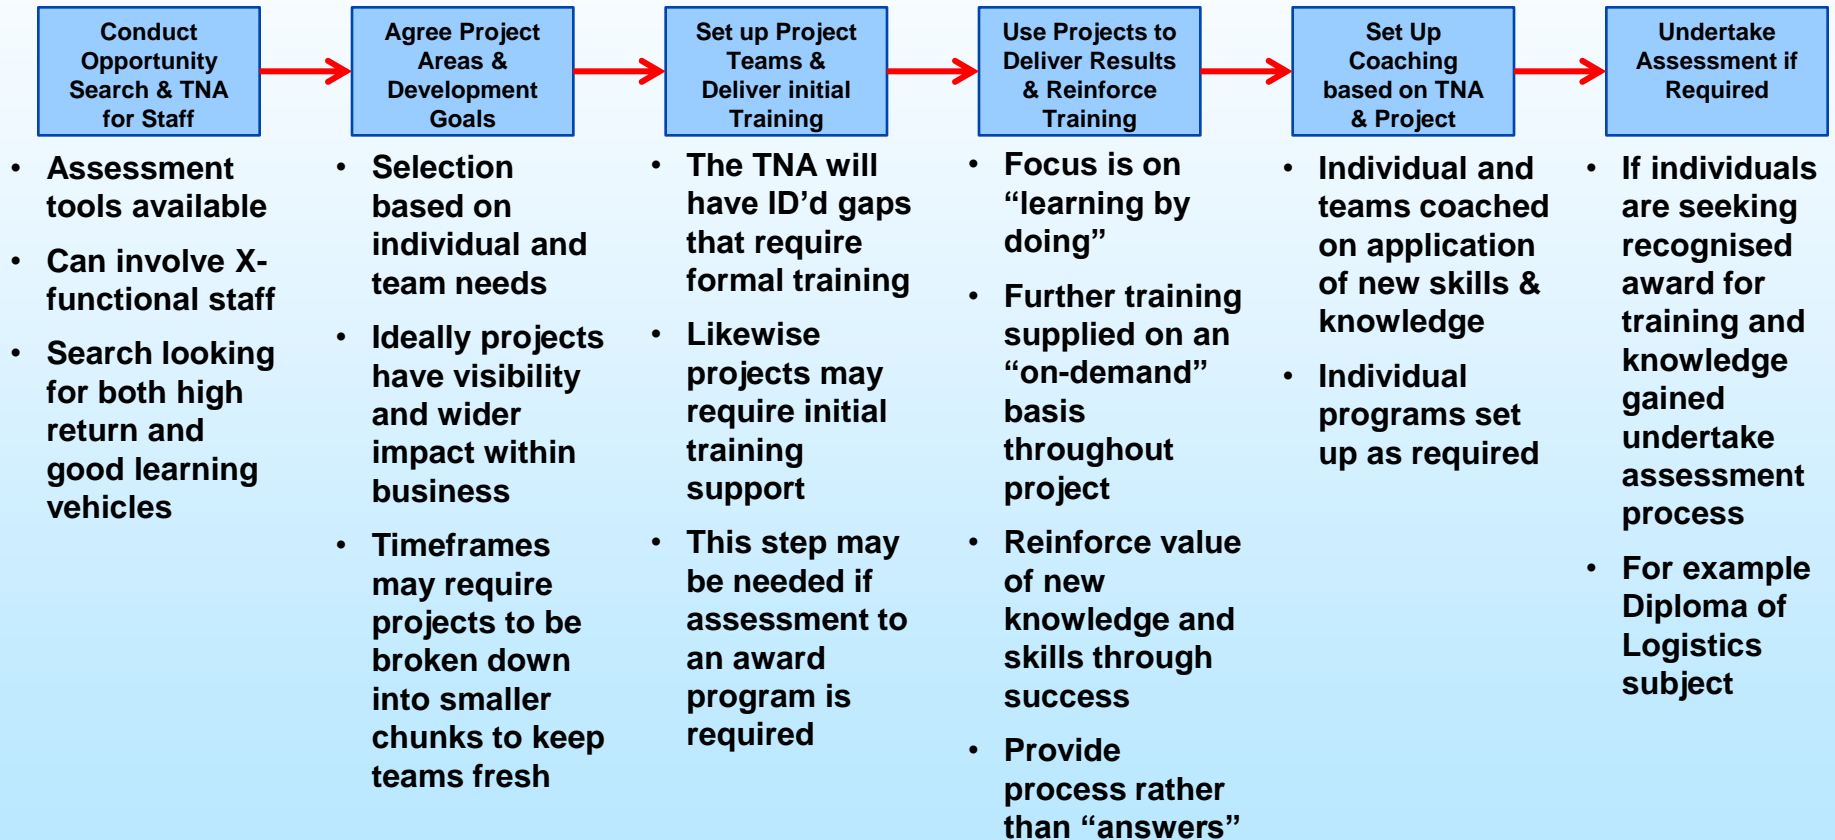 Conduct
Opportunity
Search & TNA
for Staff
Agree Project
Areas &
Development
Goals
Set up Project
Teams &
Deliver initial
Training
Use Projects to
Deliver Results
& Reinforce
Training
Set Up
Coaching
based on TNA
& Project
Undertake
Assessment if
Required
• Assessment
tools available
• Can involve X-
functional staff
• Search looking
for both high
return and
good learning
vehicles
• Selection
based on
individual and
team needs
• Ideally projects
have visibility
and wider
impact within
business
• Timeframes
may require
projects to be
broken down
into smaller
chunks to keep
teams fresh
• The TNA will
have ID’d gaps
that require
formal training
• Likewise
projects may
require initial
training
support
• This step may
be needed if
assessment to
an award
program is
required
• Focus is on
“learning by
doing”
• Further training
supplied on an
“on-demand”
basis
throughout
project
• Reinforce value
of new
knowledge and
skills through
success
• Provide
process rather
than “answers”
• Individual and
teams coached
on application
of new skills &
knowledge
• Individual
programs set
up as required
• If individuals
are seeking
recognised
award for
training and
knowledge
gained
undertake
assessment
process
• For example
Diploma of
Logistics
subject